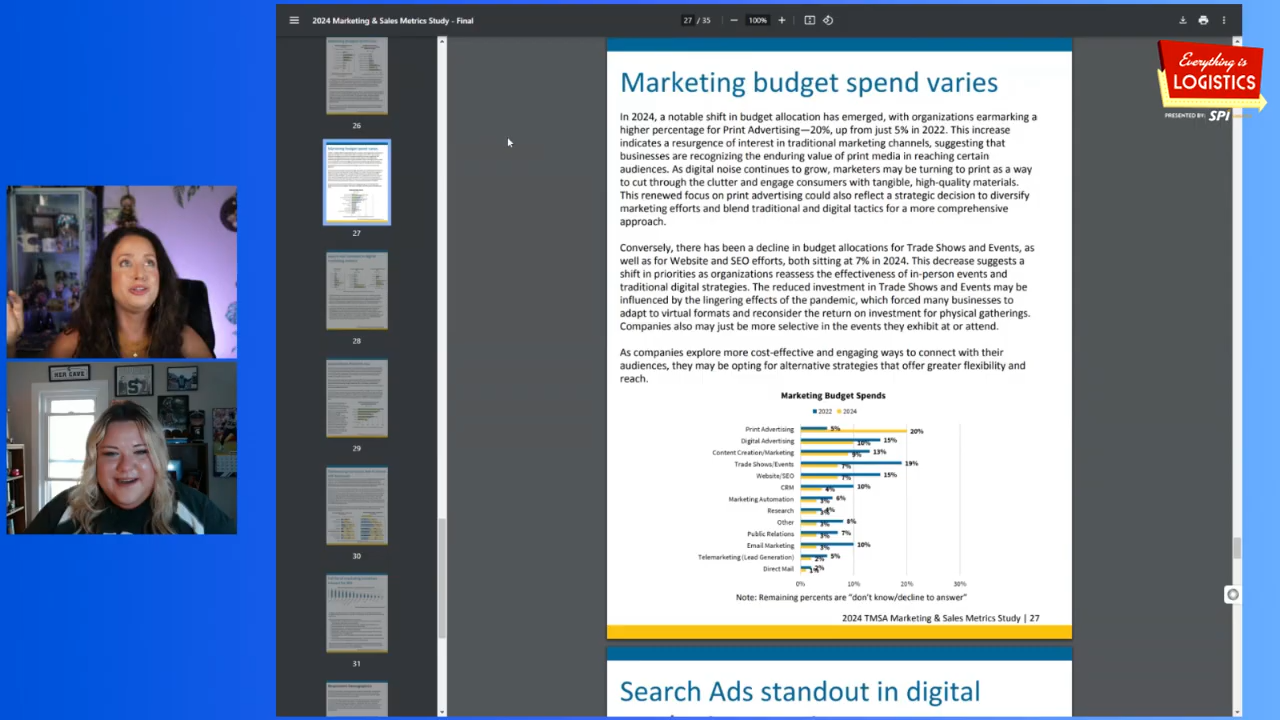 2024 Marketing & Sales Metrics Study - Final
27 / 35
100%
Everything is
LOGISTICS
PRESENTED BY: SPI
26
27
28
29
30
31
HER CAVE
Marketing budget spend varies
In 2024, a notable shift in budget allocation has emerged, with organizations earmarking a
higher percentage for Print Advertising—20%, up from just 5% in 2022. This increase
indicates a resurgence of interest in traditional marketing channels, suggesting that
businesses are recognizing the enduring value of print media in reaching certain
audiences. As digital noise continues to grow, marketers may be turning to print as a way
to cut through the clutter and engage consumers with tangible, high-quality materials.
This renewed focus on print advertising could also reflect a strategic decision to diversify
marketing efforts and blend traditional and digital tactics for a more comprehensive
approach.
Conversely, there has been a decline in budget allocations for Trade Shows and Events, as
well as for Website and SEO efforts, both sitting at 7% in 2024. This decrease suggests a
shift in priorities as organizations reassess the effectiveness of in-person events and
traditional digital strategies. The reduced investment in Trade Shows and Events may be
influenced by the lingering effects of the pandemic, which forced many businesses to
adapt to virtual formats and reconsider the return on investment for physical gatherings.
Companies also may just be more selective in the events they exhibit at or attend.
As companies explore more cost-effective and engaging ways to connect with their
audiences, they may be opting for alternative strategies that offer greater flexibility and
reach.
Marketing Budget Spends
2022 2024
Print Advertising 5% 20%
Digital Advertising 15% 10%
Content Creation/Marketing 13% 9%
Trade Shows/Events 19% 7%
Website/SEO 15% 7%
CRM 10% 4%
Marketing Automation 6% 3%
Research 4% 3%
Other 8% 3%
Public Relations 7% 3%
Email Marketing 10% 3%
Telemarketing (Lead Generation) 5% 2%
Direct Mail 2% 1%
0% 10% 20% 30%
Note: Remaining percents are "don't know/decline to answer"
2024 TMSA Marketing & Sales Metrics Study | 27
Search Ads standout in digital